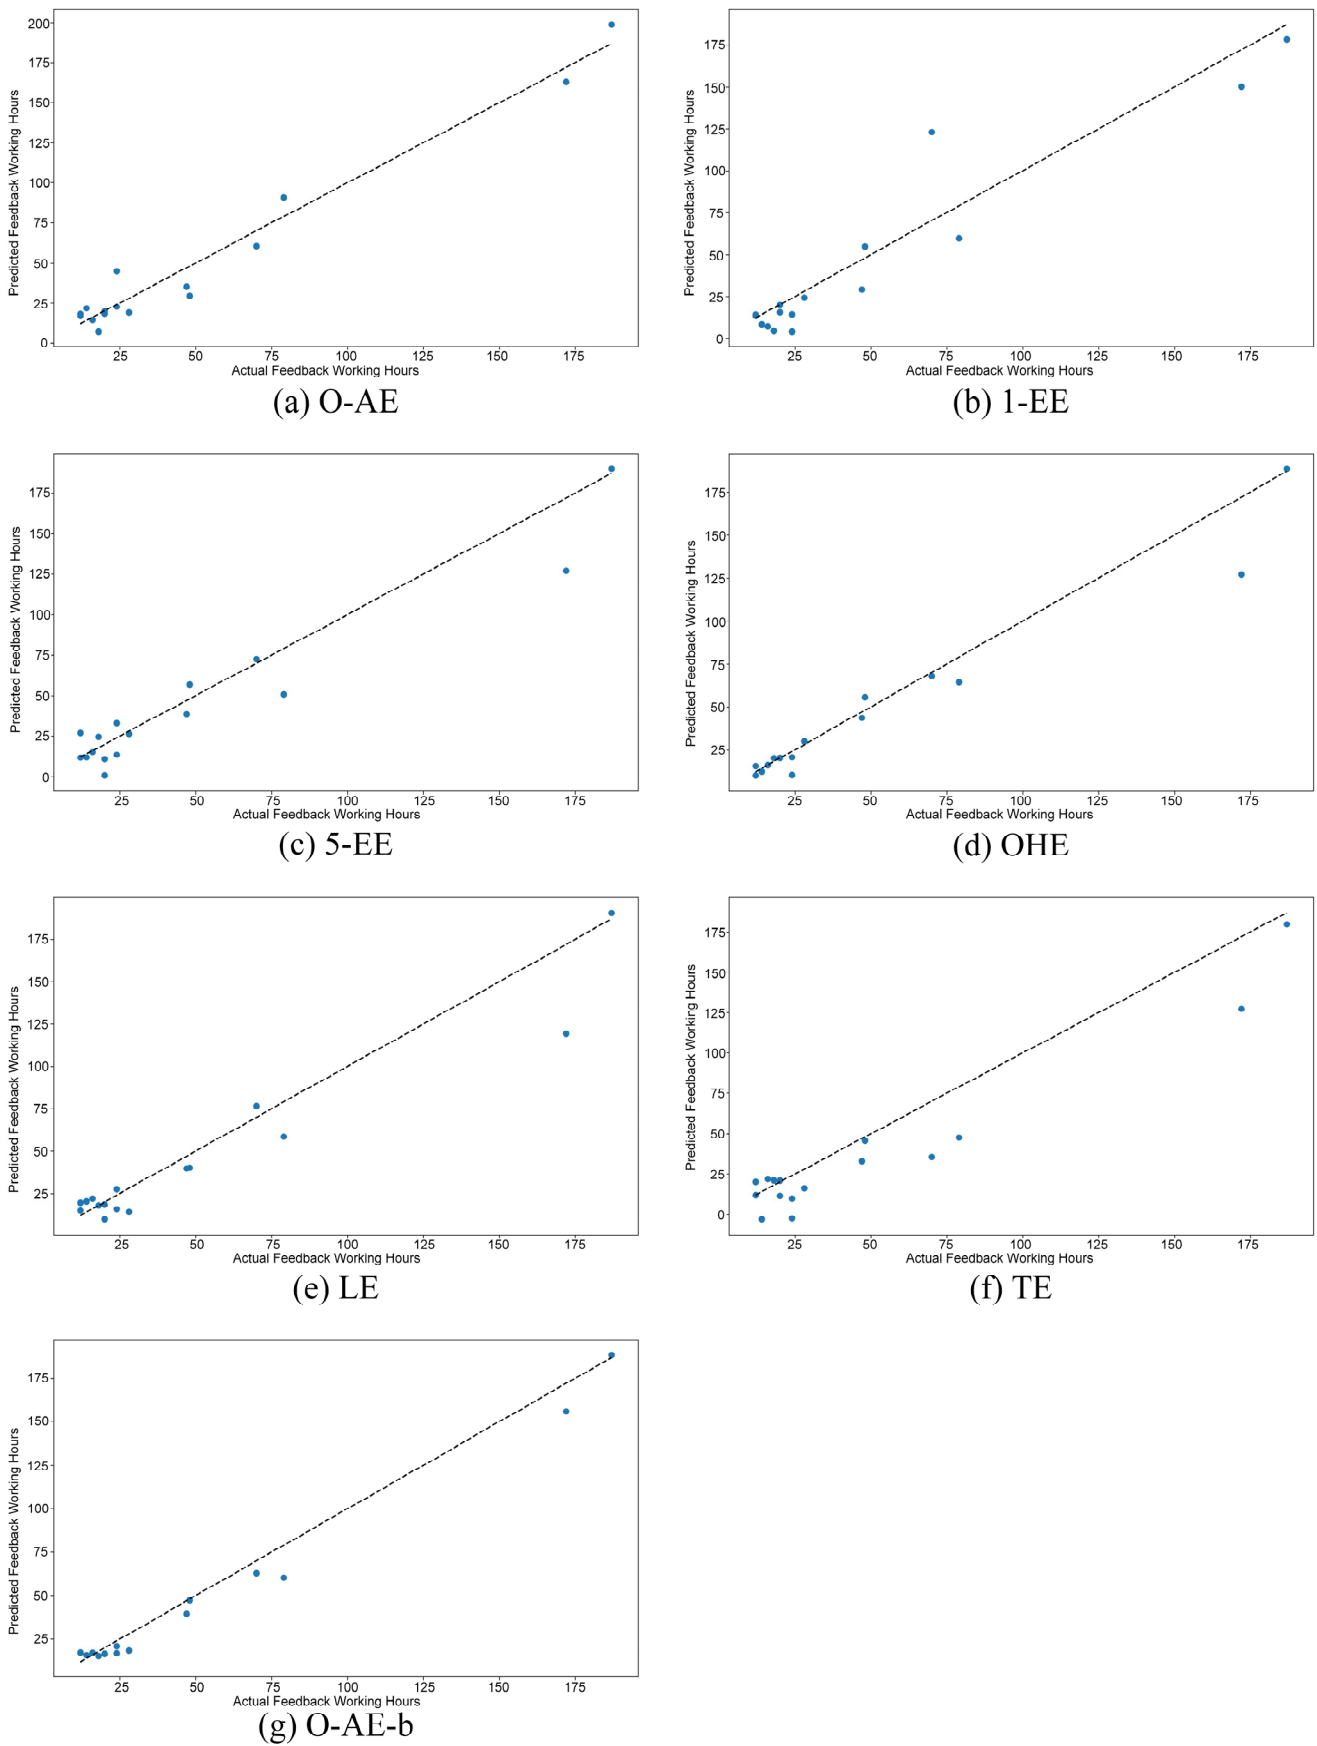 200
175
150
125
100
75
50
25
0
Predicted Feedback Working Hours
25 50 75 100 125 150 175
Actual Feedback Working Hours
(a) O-AE
175
150
125
100
75
50
25
0
Predicted Feedback Working Hours
25 50 75 100 125 150 175
Actual Feedback Working Hours
(b) 1-EE
175
150
125
100
75
50
25
0
Predicted Feedback Working Hours
25 50 75 100 125 150 175
Actual Feedback Working Hours
(c) 5-EE
175
150
125
100
75
50
25
Predicted Feedback Working Hours
25 50 75 100 125 150 175
Actual Feedback Working Hours
(d) OHE
175
150
125
100
75
50
25
Predicted Feedback Working Hours
25 50 75 100 125 150 175
Actual Feedback Working Hours
(e) LE
175
150
125
100
75
50
25
0
Predicted Feedback Working Hours
25 50 75 100 125 150 175
Actual Feedback Working Hours
(f) TE
175
150
125
100
75
50
25
Predicted Feedback Working Hours
25 50 75 100 125 150 175
Actual Feedback Working Hours
(g) O-AE-b